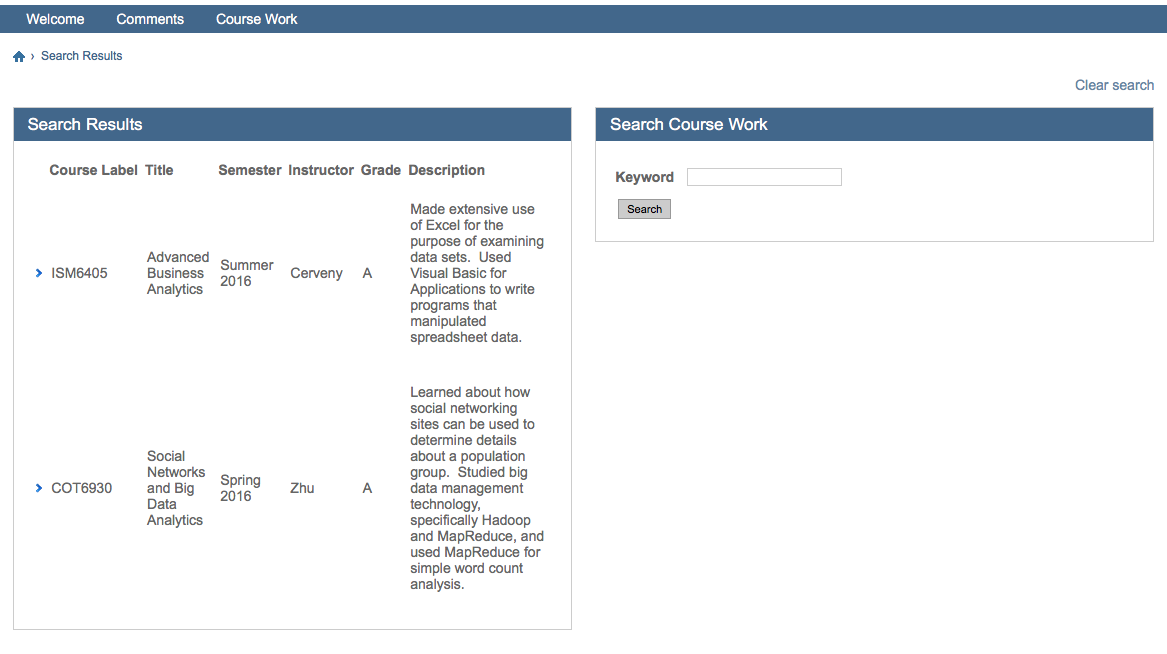 Welcome Comments Course Work
› Search Results
Clear search
Search Results
Course Label Title Semester Instructor Grade Description
ISM6405
Advanced
Business
Analytics
Summer
2016
Cerveny
A
Made extensive use
of Excel for the
purpose of examining
data sets.  Used
Visual Basic for
Applications to write
programs that
manipulated
spreadsheet data.
COT6930
Social
Networks
and Big
Data
Analytics
Spring
2016
Zhu
A
Learned about how
social networking
sites can be used to
determine details
about a population
group.  Studied big
data management
technology,
specifically Hadoop
and MapReduce, and
used MapReduce for
simple word count
analysis.
Search Course Work
Keyword
Search